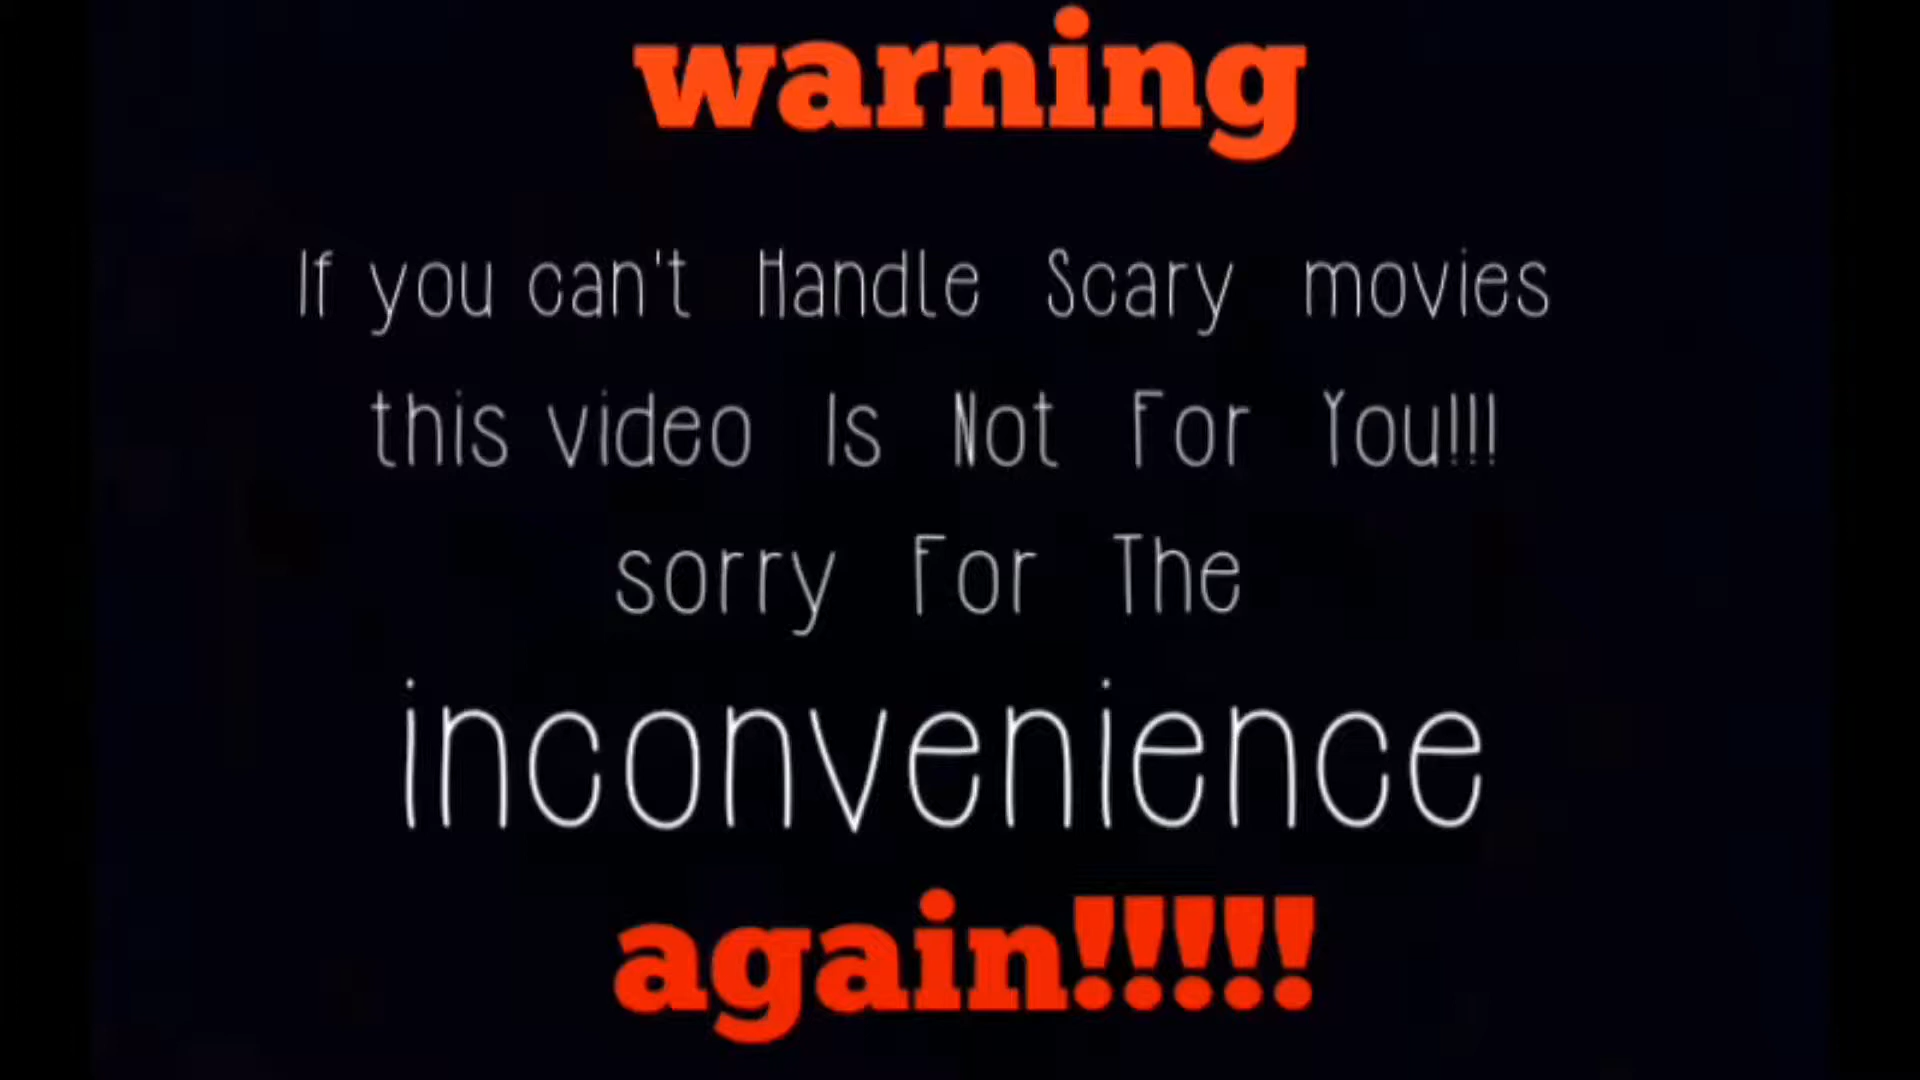 warning
If you can't Handle Scary movies
this video Is Not For You!!!
sorry For The
inconvenience
again!!!!!